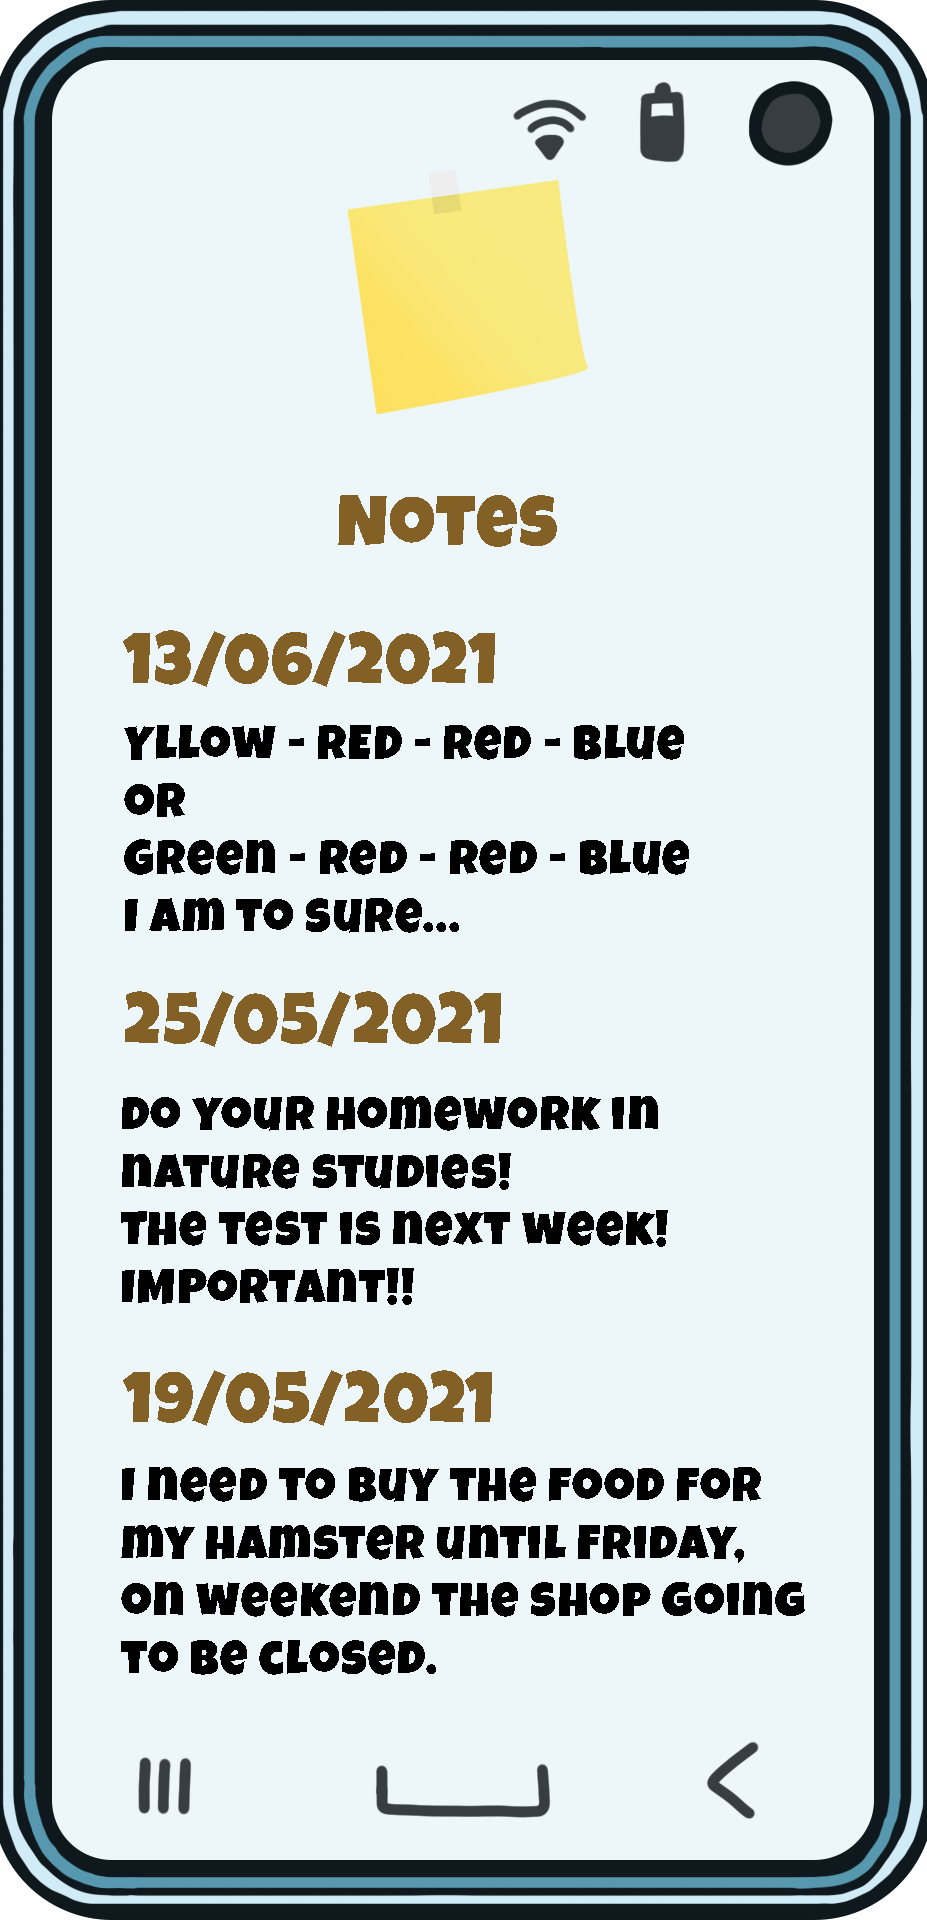 Notes
13/06/2021
Yllow - RED - Red - Blue
or
Green - Red - Red - Blue
I am to sure...
25/05/2021
Do your homework in
nature studies!
The test is next week!
IMPORTANT!!
19/05/2021
I need to buy the food for
my hamster until Friday,
on weekend the shop going
to be closed.